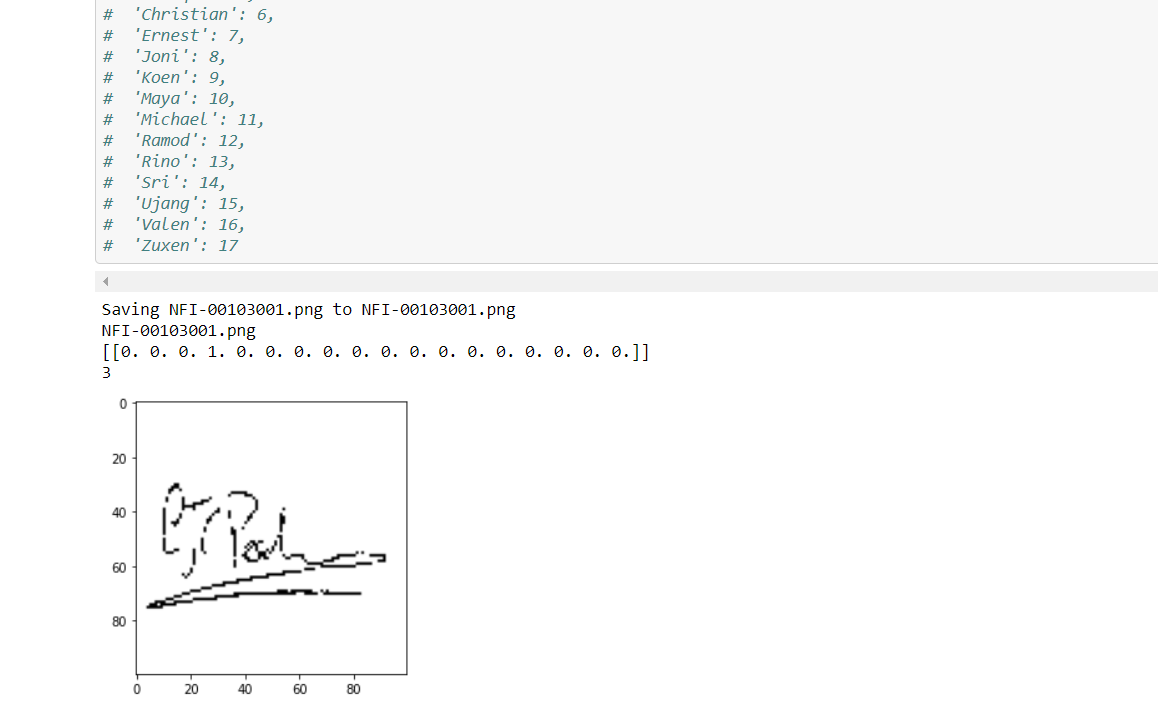 #  'Christian': 6,
#  'Ernest': 7,
#  'Joni': 8,
#  'Koen': 9,
#  'Maya': 10,
#  'Michael': 11,
#  'Ramod': 12,
#  'Rino': 13,
#  'Sri': 14,
#  'Ujang': 15,
#  'Valen': 16,
#  'Zuxen': 17
Saving NFI-00103001.png to NFI-00103001.png
NFI-00103001.png
[[0. 0. 0. 1. 0. 0. 0. 0. 0. 0. 0. 0. 0. 0. 0. 0. 0. 0.]]
3
0
20
40
60
80
0 20 40 60 80